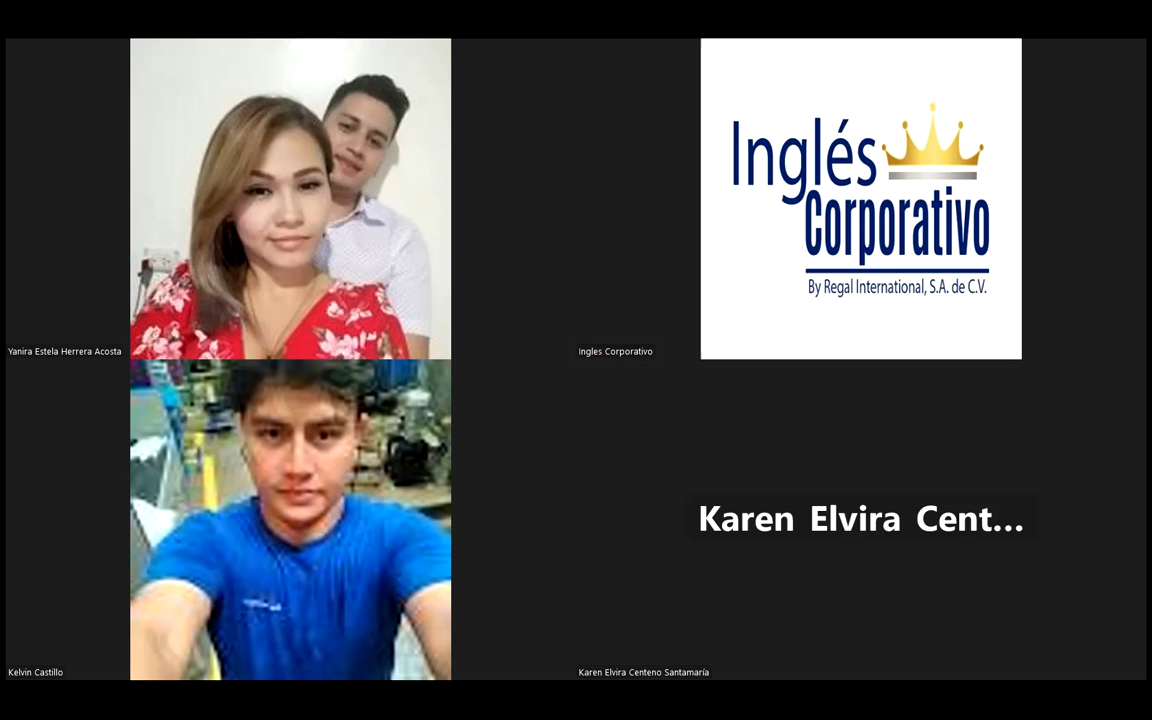 Inglés
Corporativo
By Regal International, S.A. de C.V.
Yanira Estela Herrera Acosta
Ingles Corporativo
Karen Elvira Cent...
Kelvin Castillo
Karen Elvira Centeno Santamaría